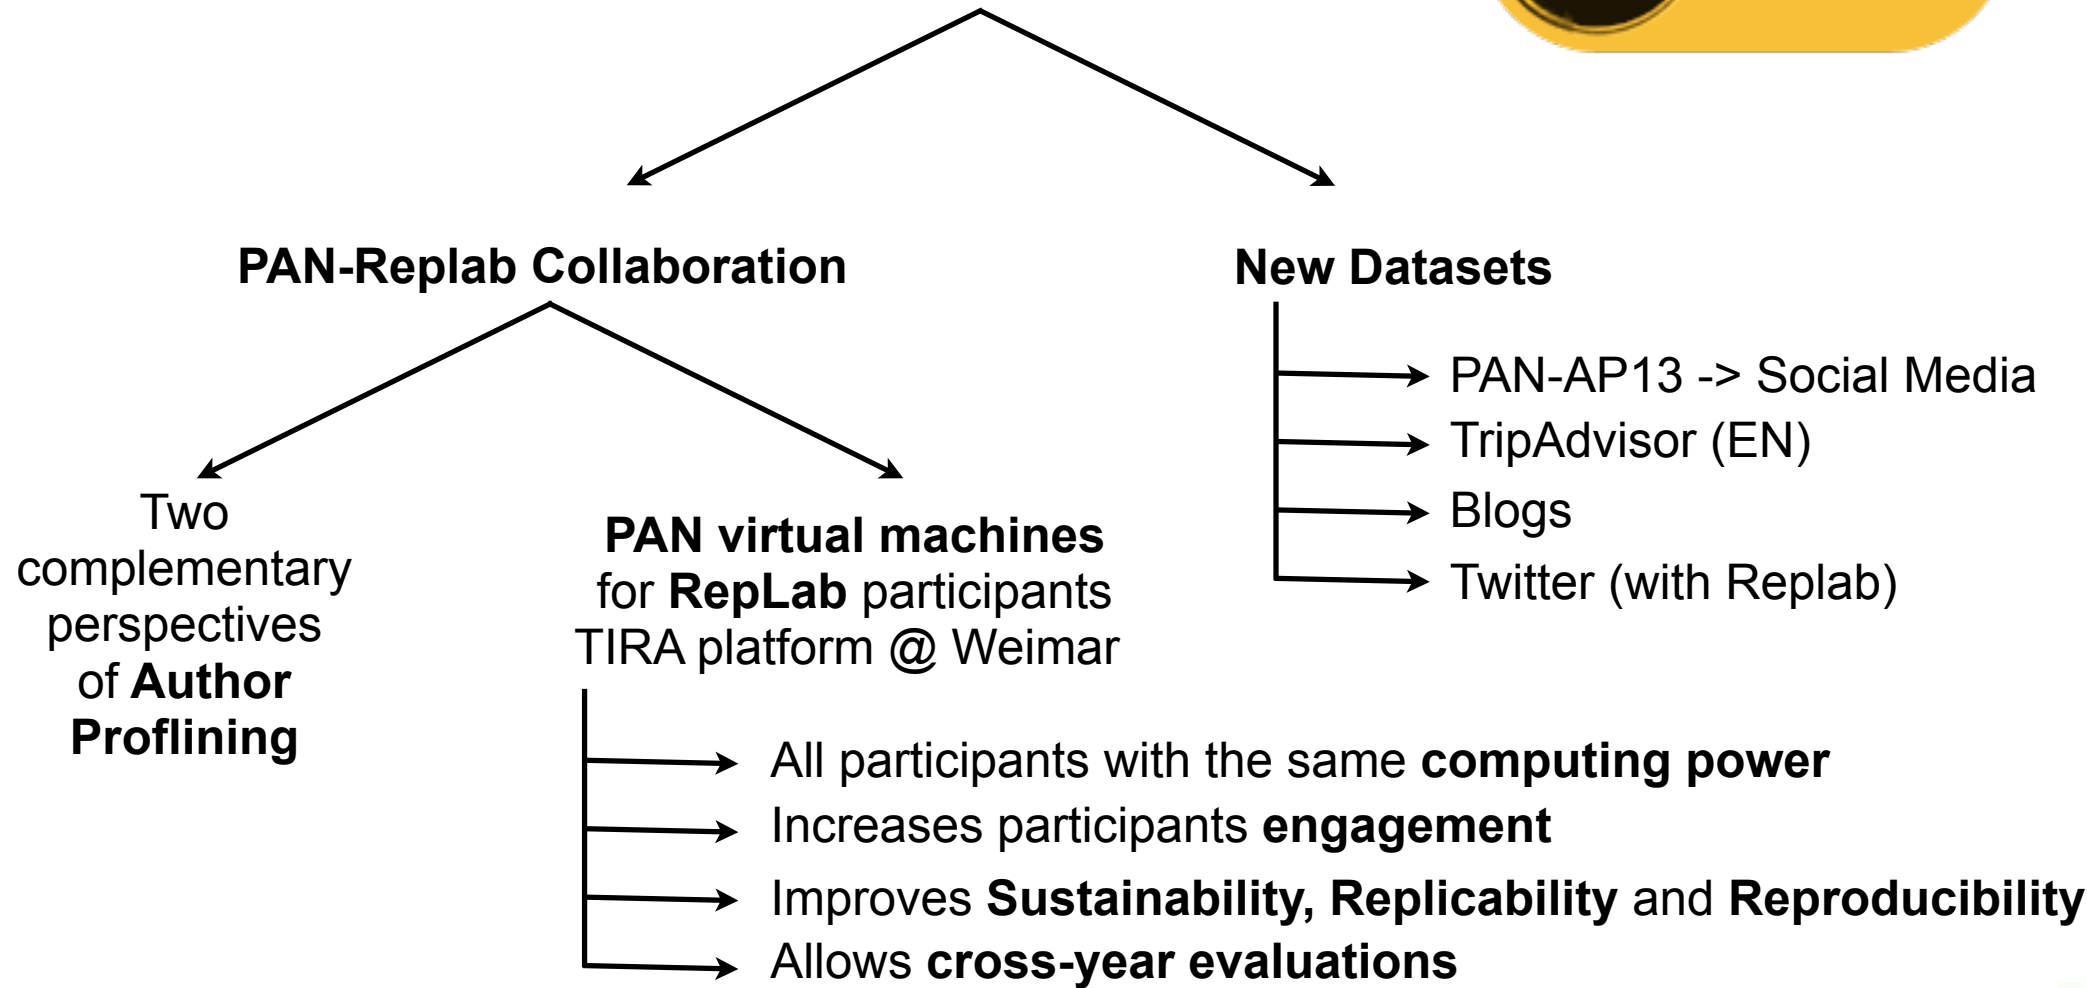 PAN-Replab Collaboration
New Datasets
PAN-AP13 -> Social Media
TripAdvisor (EN)
Blogs
Twitter (with Replab)
Two
complementary
perspectives
of Author
Proflining
PAN virtual machines
for RepLab participants
TIRA platform @ Weimar
All participants with the same computing power
Increases participants engagement
Improves Sustainability, Replicability and Reproducibility
Allows cross-year evaluations